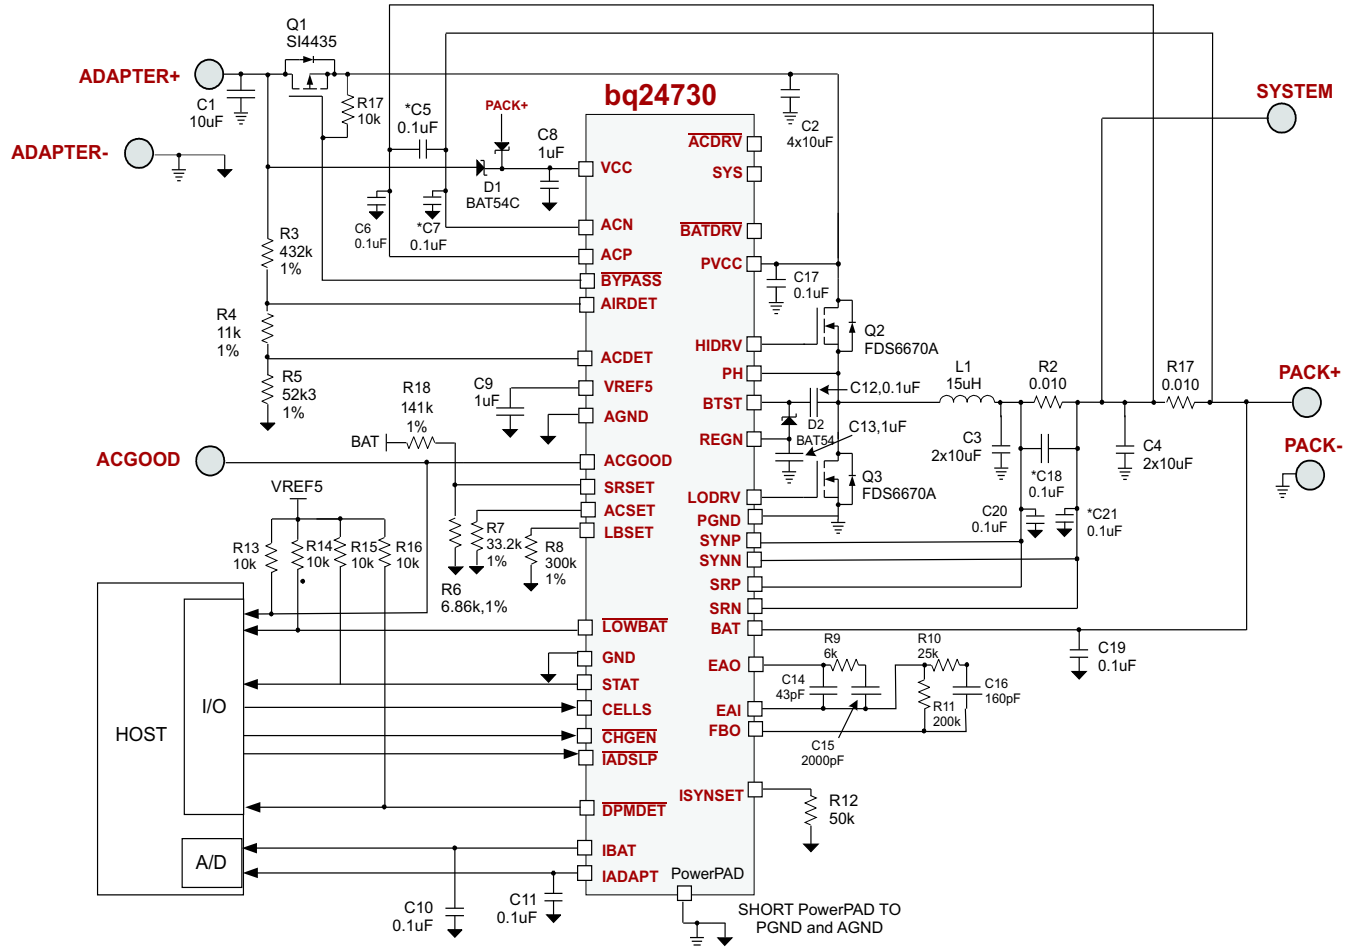 Q1
SI4435
ADAPTER+
C1
10uF
R17
10k
*C5
0.1uF
PACK+
bq24730
C8
1uF
C2
4x10uF
SYSTEM
ADAPTER-
D1
BAT54C
C6
0.1uF
*C7
0.1uF
R3
432k
1%
R4
11k
1%
R5
52k3
1%
VCC
ACN
ACP
BYPASS
AIRDET
ACDET
VREF5
AGND
ACGOOD
SRSET
ACSET
LBSET
LOWBAT
GND
STAT
CELLS
CHGEN
IADSLP
DPMDET
IBAT
IADAPT
ACDRV
SYS
BATDRV
PVCC
HIDRV
PH
BTST
REGN
LODRV
PGND
SYNP
SYNN
SRP
SRN
BAT
EAO
EAI
FBO
ISYNSET
PowerPAD
C17
0.1uF
Q2
FDS6670A
C12,0.1uF
D2
BAT54
C13,1uF
Q3
FDS6670A
L1
15uH
R2
0.010
R17
0.010
PACK+
PACK-
C3
2x10uF
*C18
0.1uF
C4
2x10uF
C20
0.1uF
*C21
0.1uF
C19
0.1uF
R18
141k
1%
BAT
C9
1uF
ACGOOD
VREF5
R13
10k
R14
10k
R15
10k
R16
10k
R7
33.2k
1%
R8
300k
1%
R6
6.86k,1%
HOST
I/O
A/D
C10
0.1uF
C11
0.1uF
R9
6k
C14
43pF
C15
2000pF
R10
25k
R11
200k
C16
160pF
R12
50k
SHORT PowerPAD TO
PGND and AGND